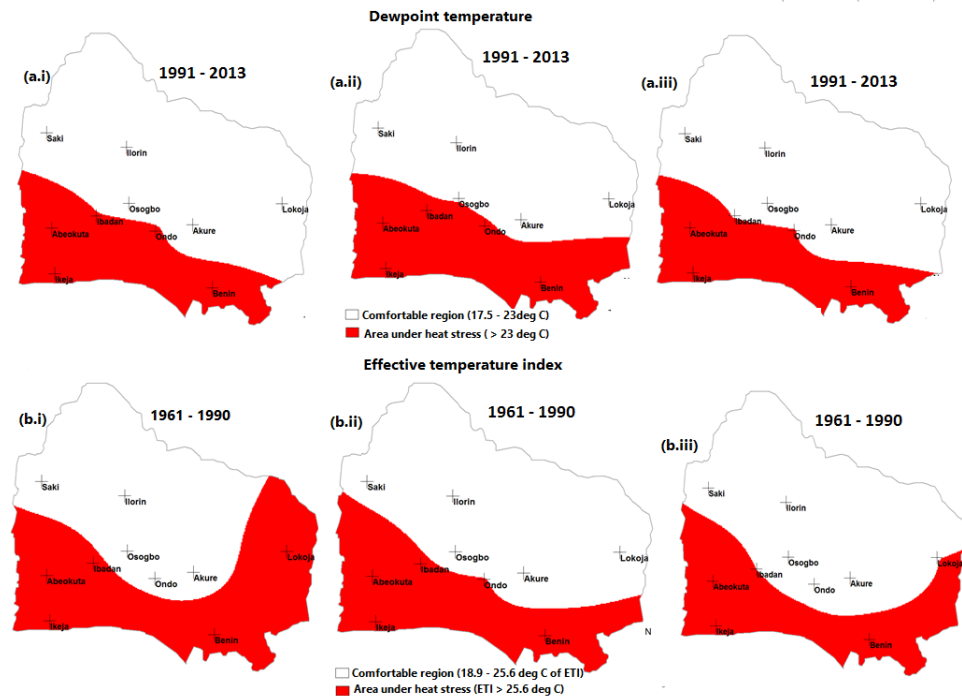 Dewpoint temperature
(a.i)
1991 - 2013
Saki
Ilorin
Osogbo
Ibadan
Lokoja
Abeokuta
Ondo
Akure
Ikeja
Benin
(a.ii)
1991 - 2013
Saki
Ilorin
Osogbo
Lokoja
Ibadan
Abeokuta
Ondo
Akure
Ikeja
Benin
(a.iii)
1991 - 2013
Saki
Ilorin
Osogbo
Lokoja
Ibadan
Abeokuta
Ondo
Akure
Ikeja
Benin
Comfortable region (17.5 - 23deg C)
Area under heat stress ( > 23 deg C)
Effective temperature index
(b.i)
1961 - 1990
Saki
Ilorin
Osogbo
Lokoja
Ibadan
Abeokuta
Ondo
Akure
Ikeja
Benin
(b.ii)
1961 - 1990
Saki
Ilorin
Osogbo
Lokoja
Ibadan
Abeokuta
Ondo
Akure
Ikeja
Benin
N
(b.iii)
1961 - 1990
Saki
Ilorin
Osogbo
Lokoja
Ibadan
Abeokuta
Ondo
Akure
Ikeja
Benin
Comfortable region (18.9 - 25.6 deg C of ETI)
Area under heat stress (ETI > 25.6 deg C)